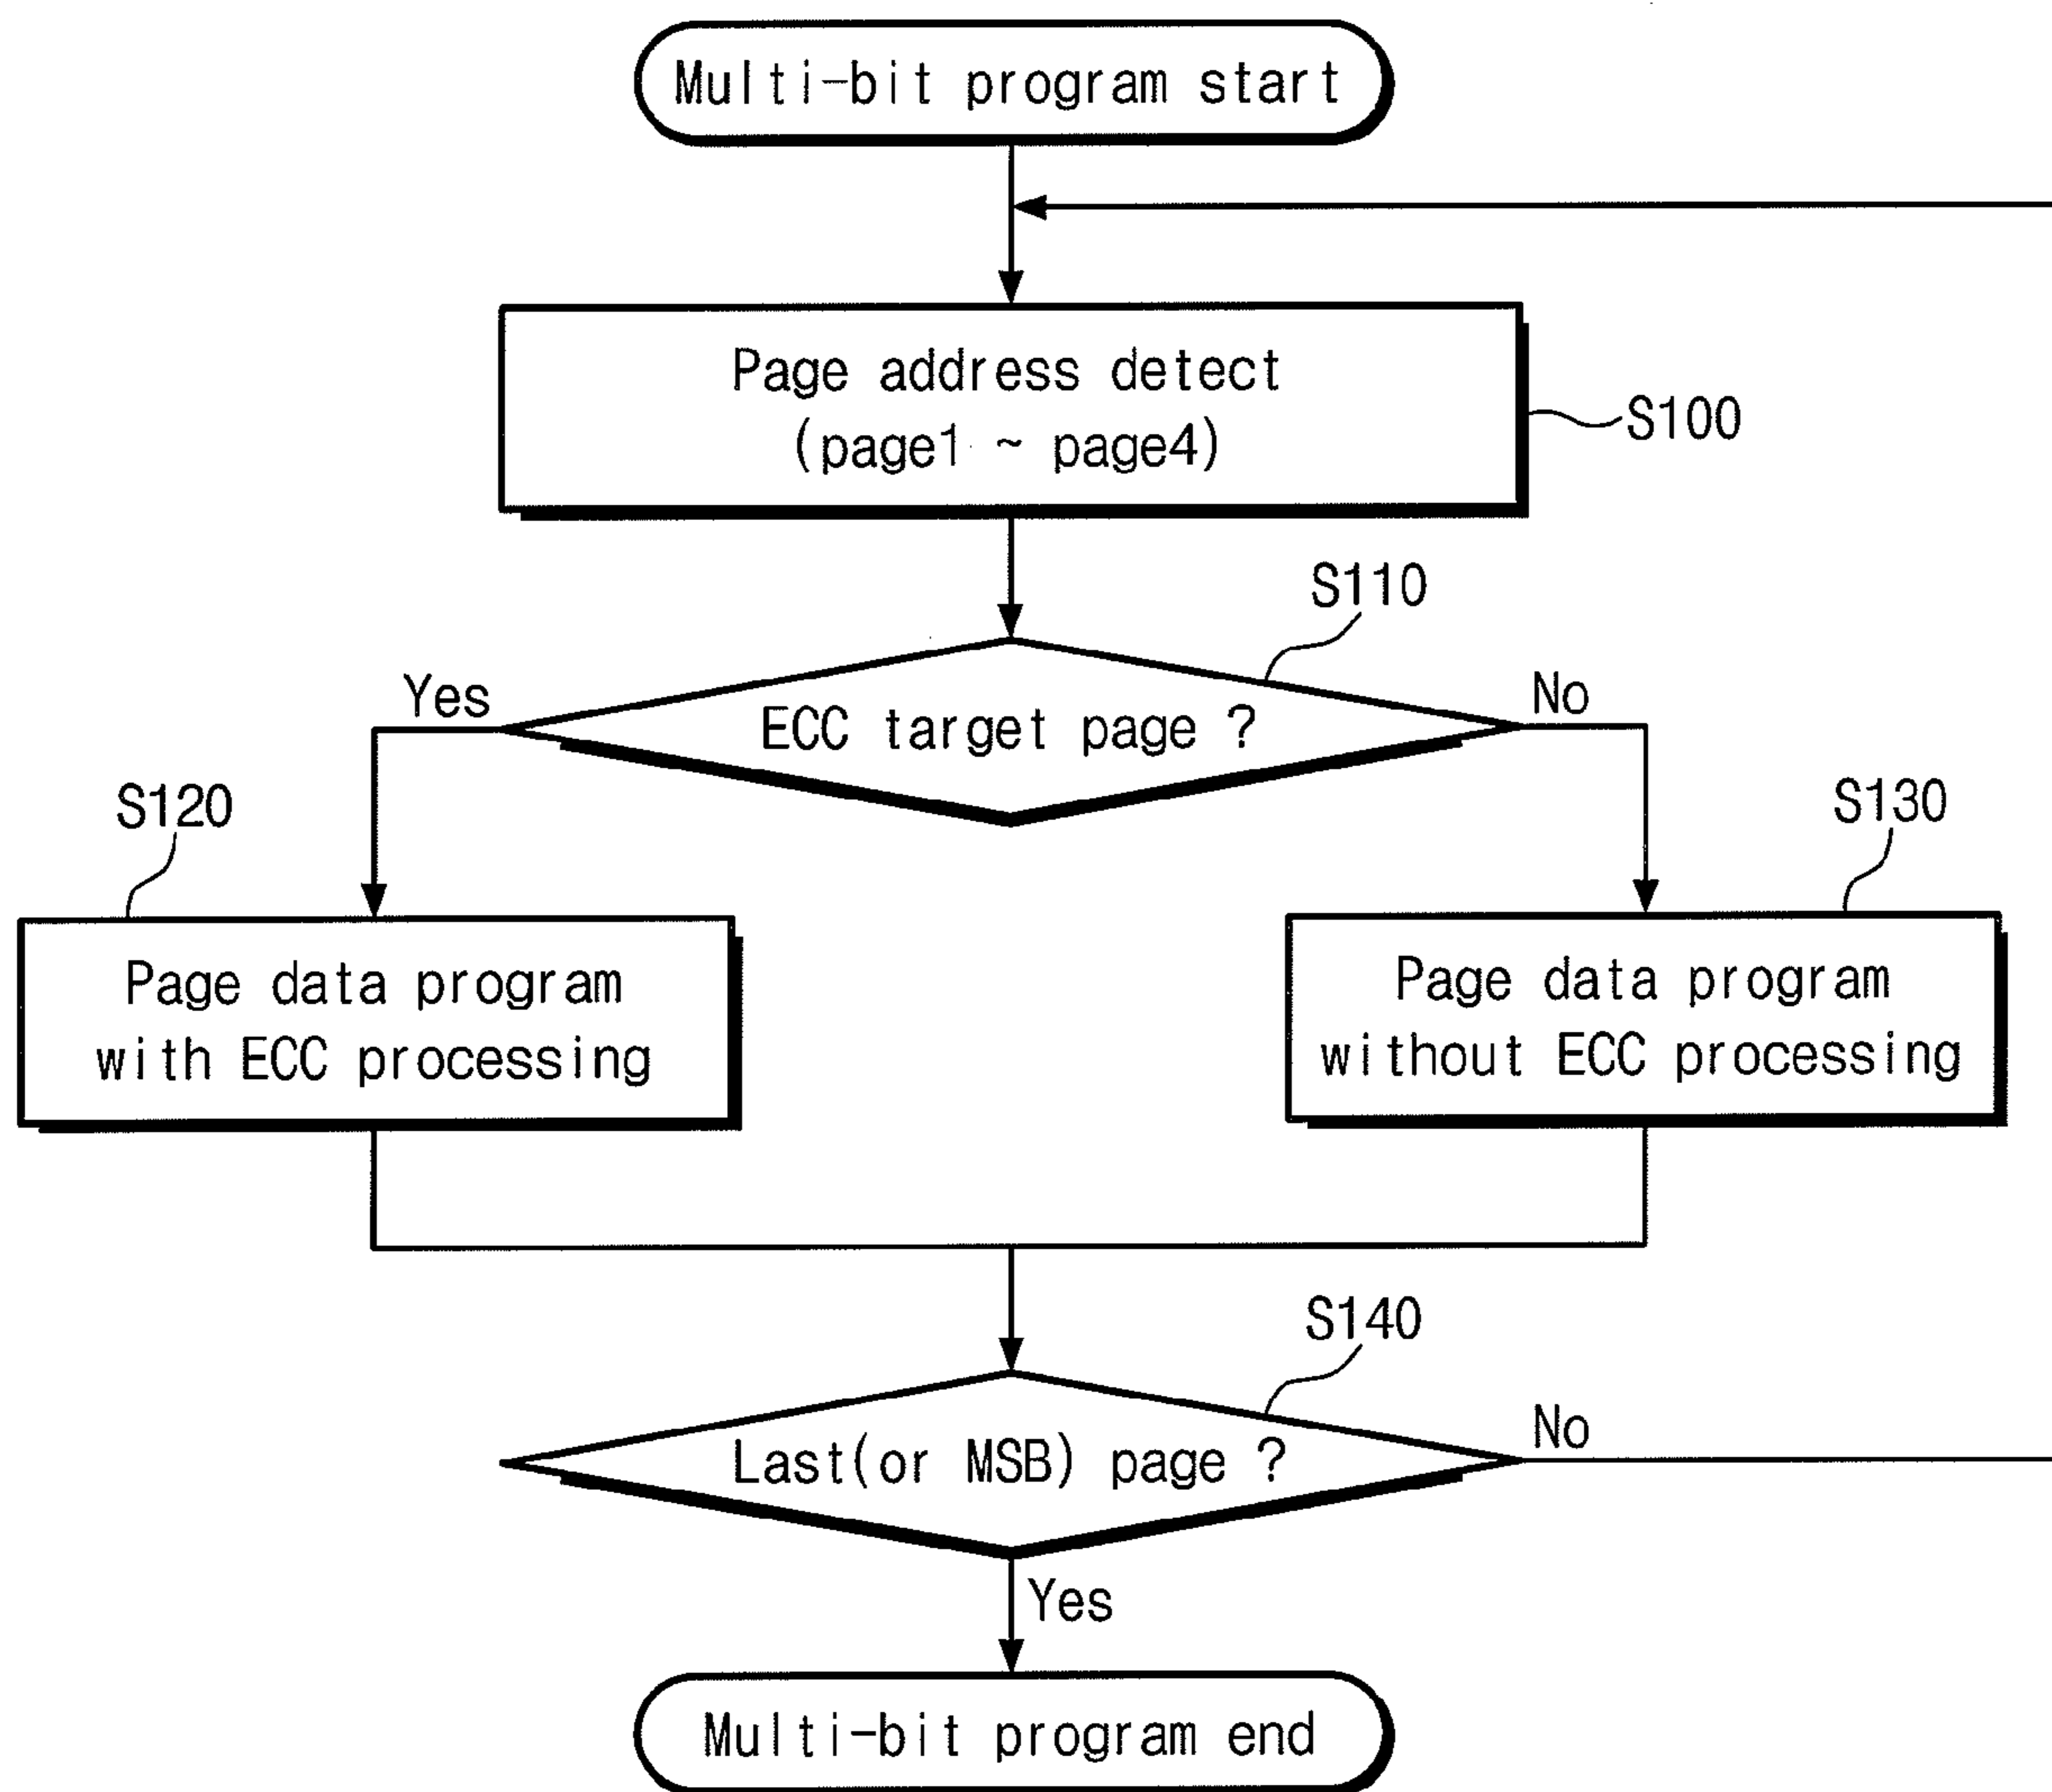 Multi-bit program start
Page address detect
(page1 ~ page4)
S100
S110
Yes
ECC target page ?
No
S120
S130
Page data program
with ECC processing
Page data program
without ECC processing
S140
Last(or MSB) page ?
No
Yes
Multi-bit program end